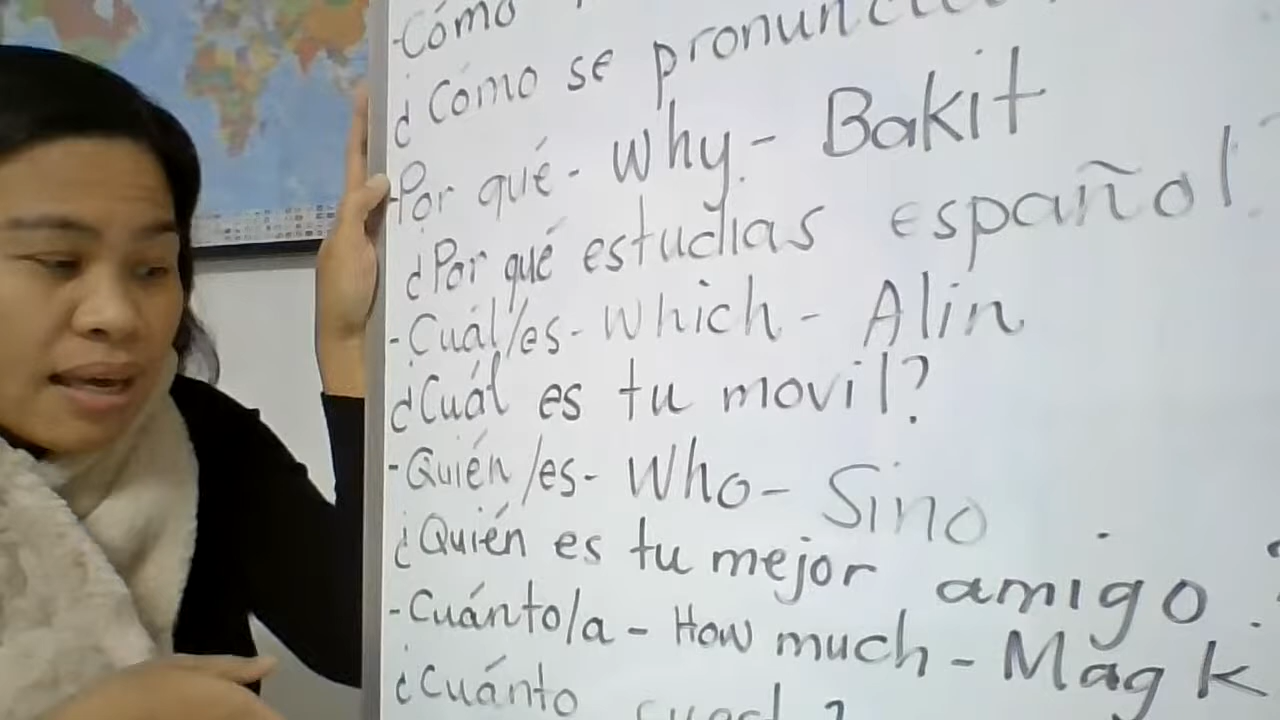 -Cómo
¿Cómo se pronuncia
-Por qué - Why - Bakit
¿Por qué estudias español?
-Cuál/es - Which - Alin
¿Cuál es tu movil?
-Quién/es - Who - Sino
¿Quién es tu mejor amigo?
-Cuánto/a - How much - Magk
¿Cuánto